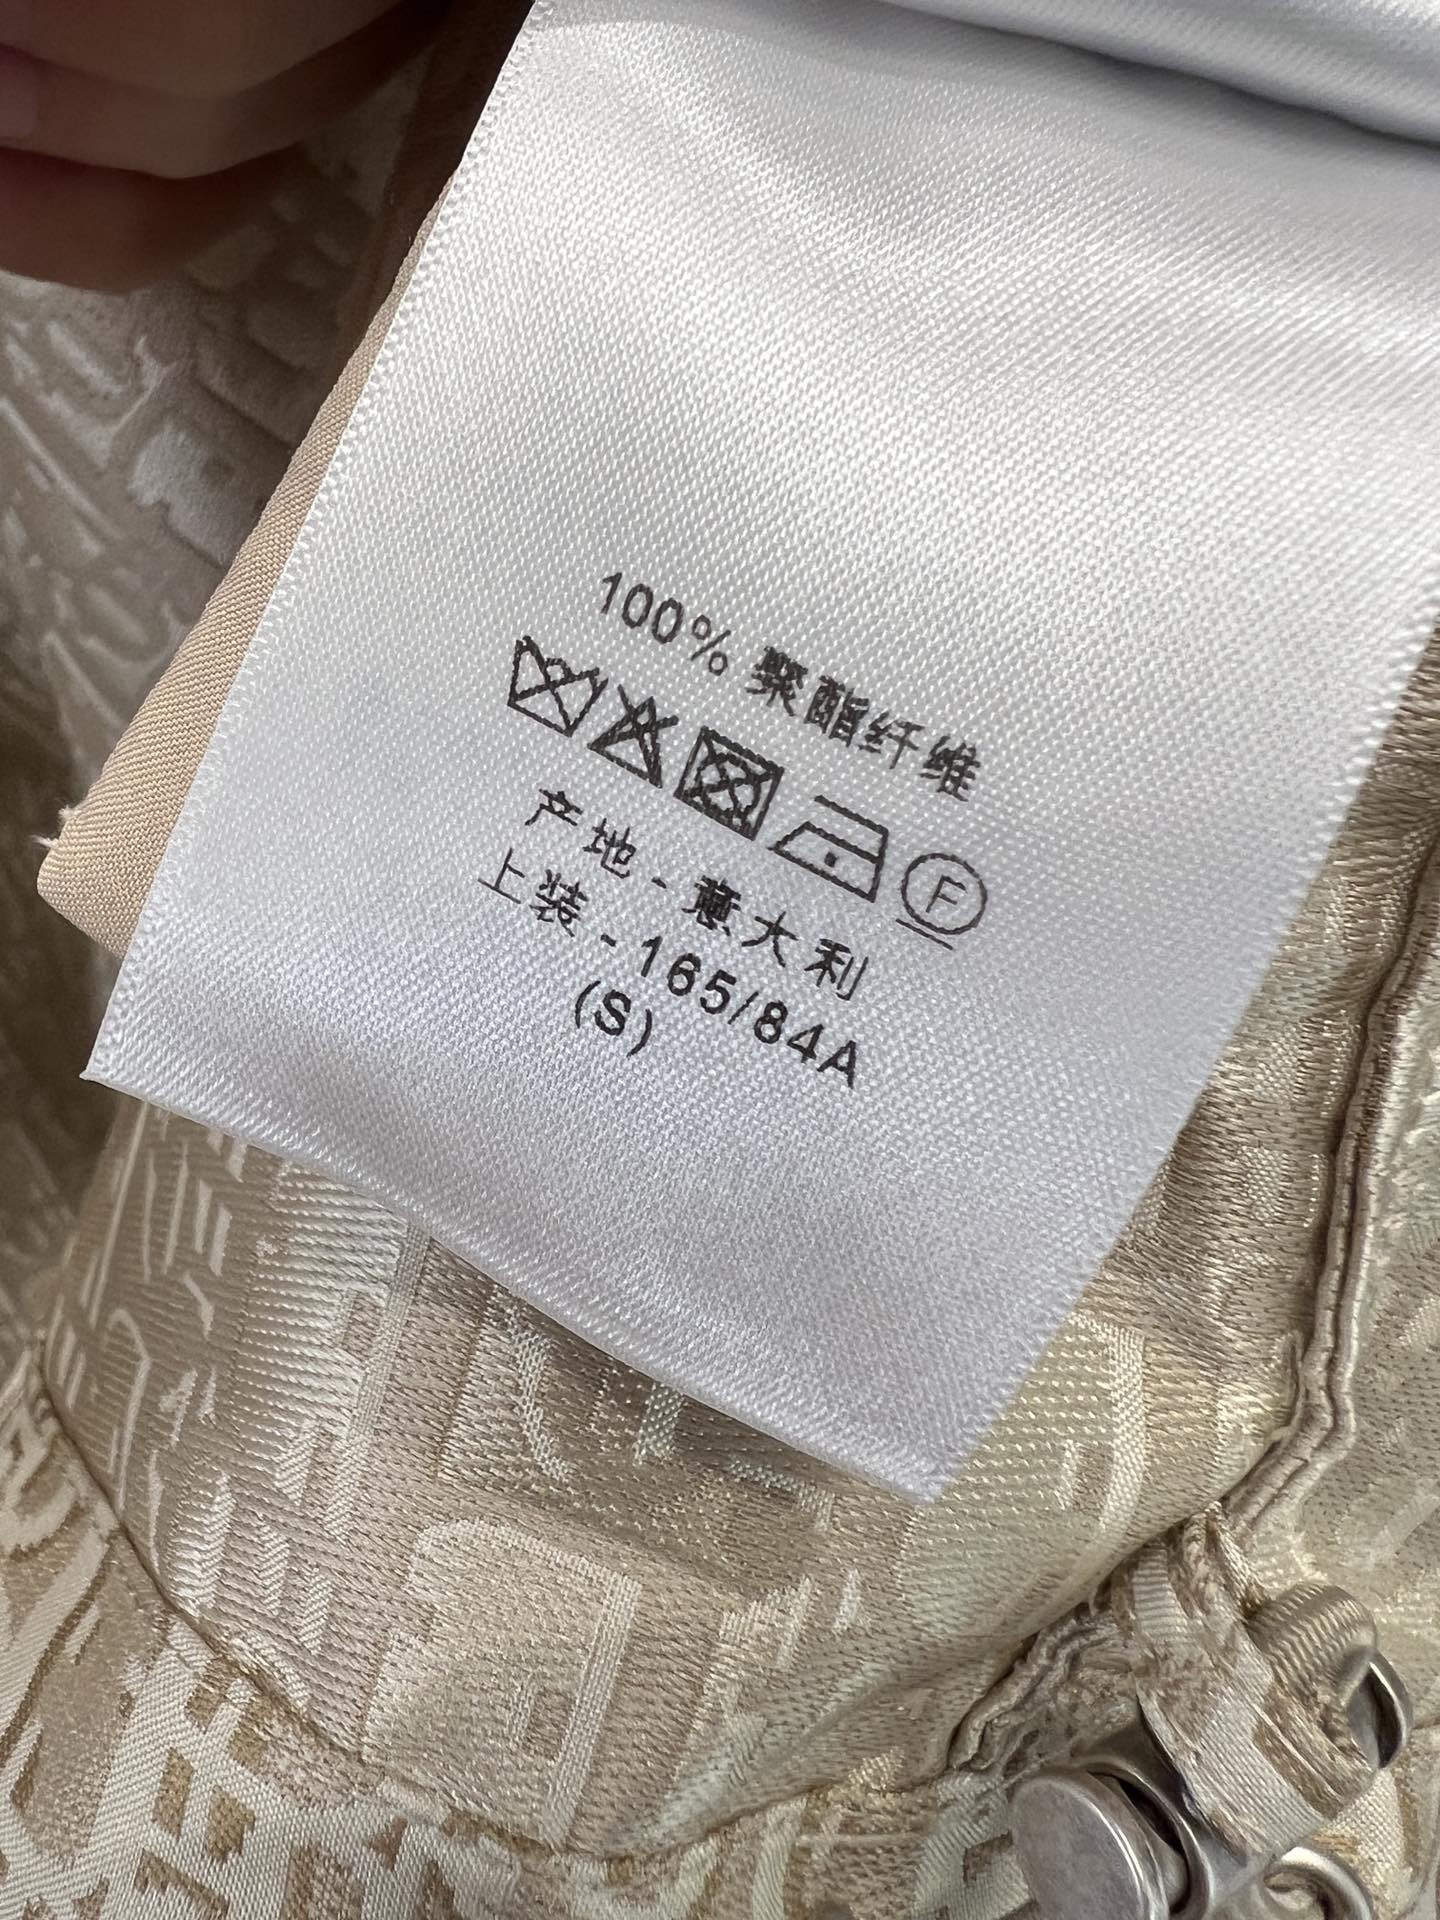 100% 聚酯纤维
F
产地 - 意大利
上装 - 165/84A
(S)